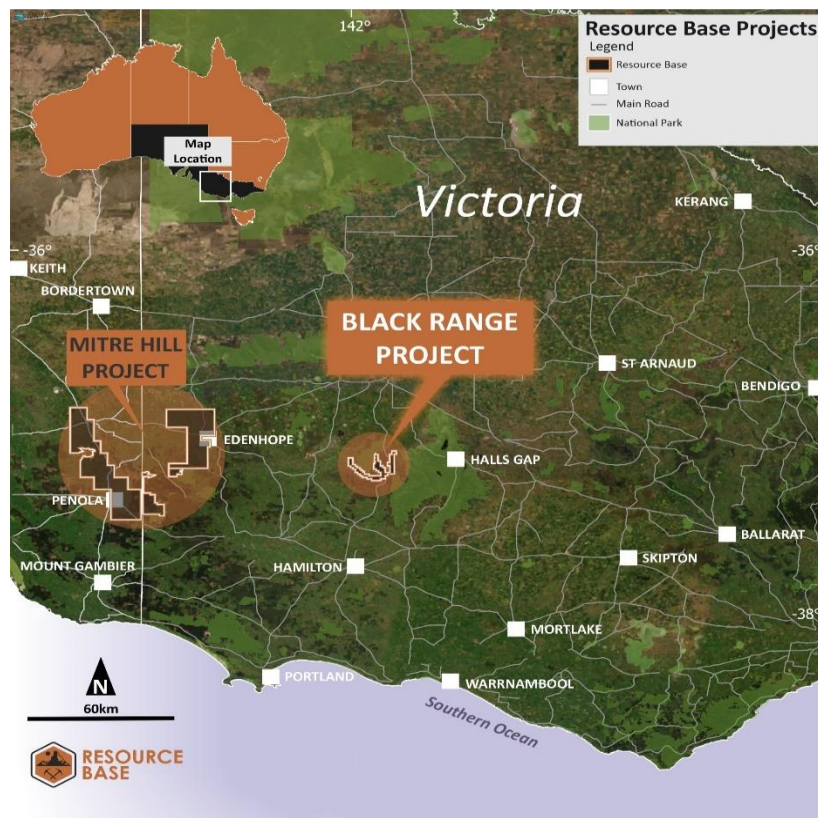 142°
Resource Base Projects
Legend
Resource Base
Town
Main Road
National Park
Map
Location
Victoria
KERANG
-36°
-36°
KEITH
BORDERTOWN
BLACK RANGE
PROJECT
MITRE HILL
PROJECT
ST ARNAUD
BENDIGO
EDENHOPE
HALLS GAP
PENOLA
BALLARAT
SKIPTON
MOUNT GAMBIER
HAMILTON
-38°
MORTLAKE
PORTLAND
WARRNAMBOOL
Southern Ocean
N
60km
RESOURCE
BASE